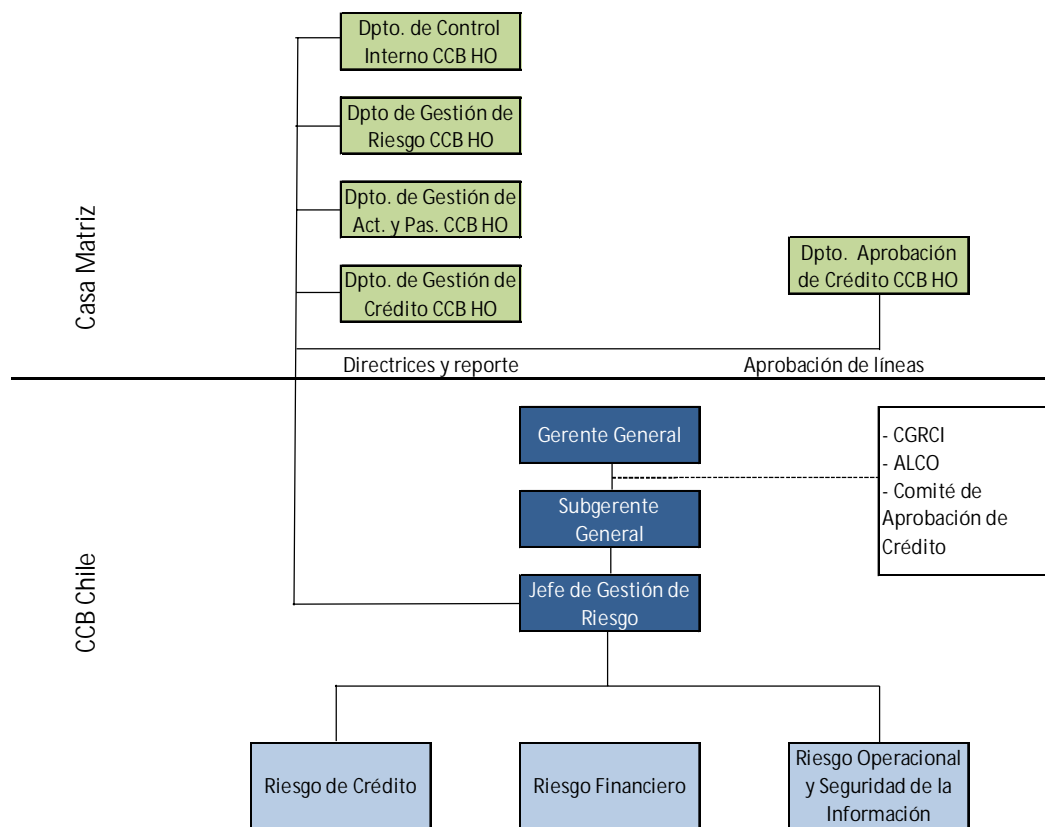 Casa Matriz
Dpto. de Control
Interno CCB HO
Dpto de Gestión de
Riesgo CCB HO
Dpto. de Gestión de
Act. y Pas. CCB HO
Dpto. de Gestión de
Crédito CCB HO
Dpto. Aprobación
de Crédito CCB HO
Directrices y reporte
Aprobación de líneas
CCB Chile
Gerente General
- CGRCI
- ALCO
- Comité de
Aprobación de
Crédito
Subgerente
General
Jefe de Gestión de
Riesgo
Riesgo de Crédito
Riesgo Financiero
Riesgo Operacional
y Seguridad de la
Información